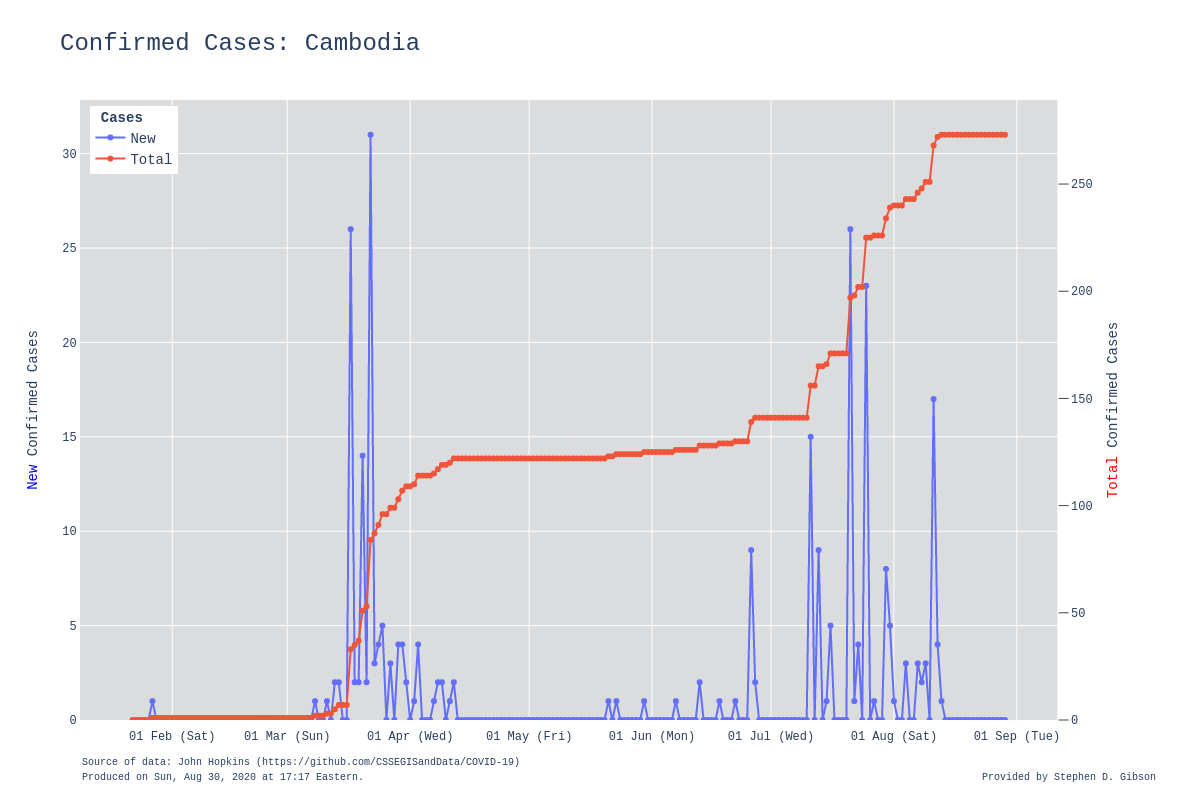 Confirmed Cases: Cambodia
Cases
New
Total
30
25
20
15
10
5
0
250
200
150
100
50
0
New Confirmed Cases
Total Confirmed Cases
01 Feb (Sat)
01 Mar (Sun)
01 Apr (Wed)
01 May (Fri)
01 Jun (Mon)
01 Jul (Wed)
01 Aug (Sat)
01 Sep (Tue)
Source of data: John Hopkins (https://github.com/CSSEGISandData/COVID-19)
Produced on Sun, Aug 30, 2020 at 17:17 Eastern.
Provided by Stephen D. Gibson